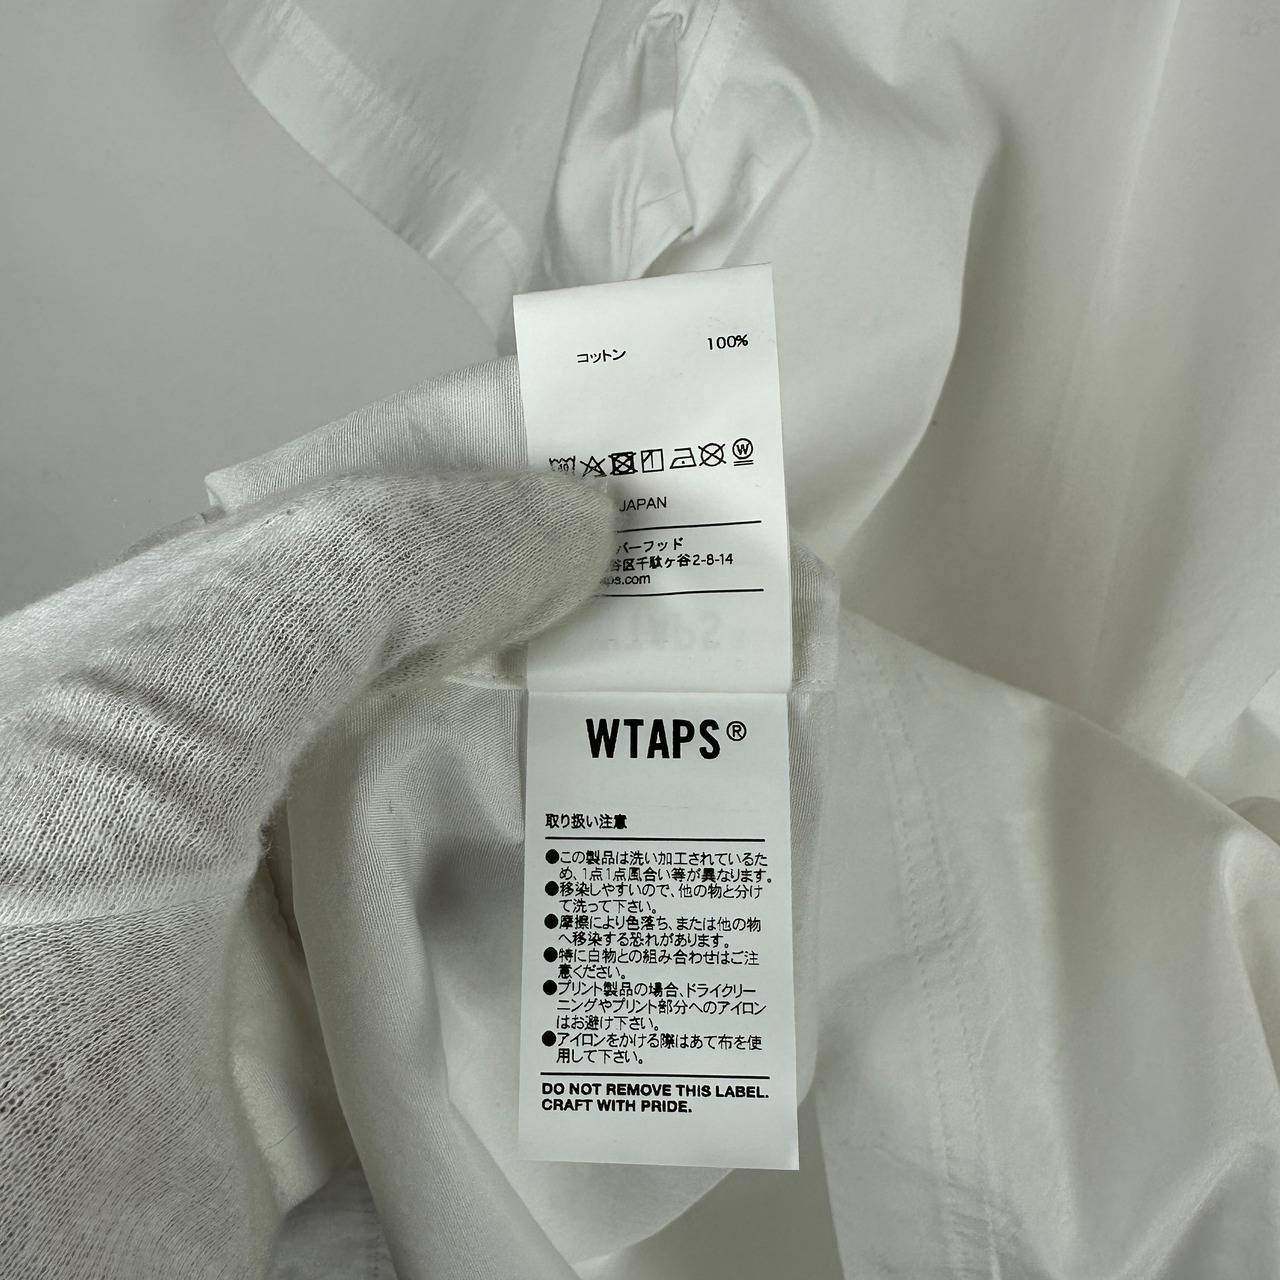 コットン 100%
JAPAN
バーフッド
谷区千駄ヶ谷2-8-14
aps.com
WTAPS®
取り扱い注意
●この製品は洗い加工されているた
め、1点1点風合い等が異なります。
●移染しやすいので、他の物と分け
て洗って下さい。
●摩擦により色落ち、または他の物
へ移染する恐れがあります。
●特に白物との組み合わせはご注
意ください。
●プリント製品の場合、ドライクリー
ニングやプリント部分へのアイロン
はお避け下さい。
●アイロンをかける際はあて布を使
用して下さい。
DO NOT REMOVE THIS LABEL.
CRAFT WITH PRIDE.